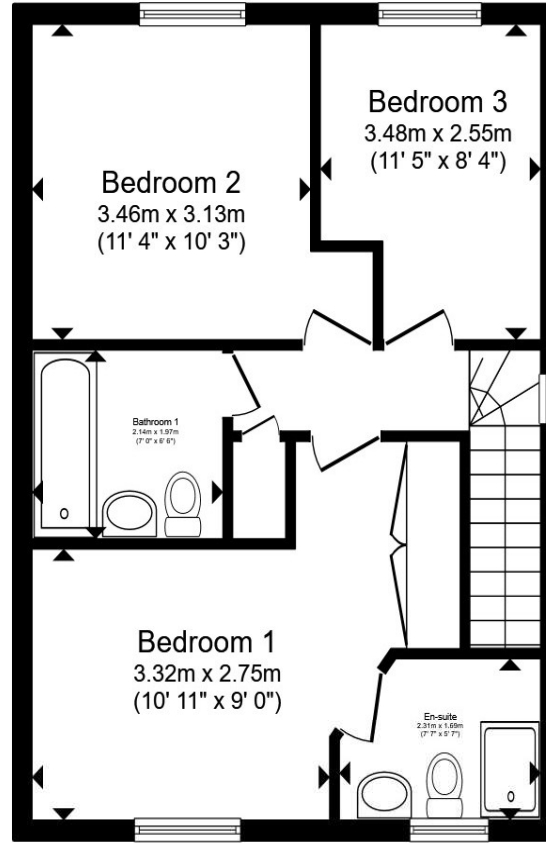 Bedroom 3
3.48m x 2.55m
(11' 5" x 8' 4")
Bedroom 2
3.46m x 3.13m
(11' 4" x 10' 3")
Bathroom 1
2.14m x 1.97m
(7' 0" x 6' 6")
Bedroom 1
3.32m x 2.75m
(10' 11" x 9' 0")
En-suite
2.31m x 1.69m
(7' 7" x 5' 7")